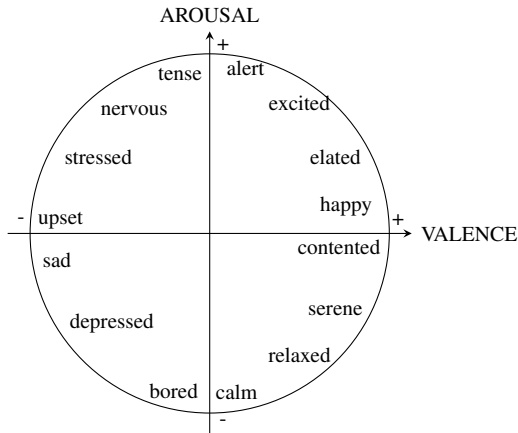 AROUSAL
+
tense alert
nervous excited
stressed elated
happy
- upset +
VALENCE
contented
sad
serene
depressed
relaxed
bored calm
-